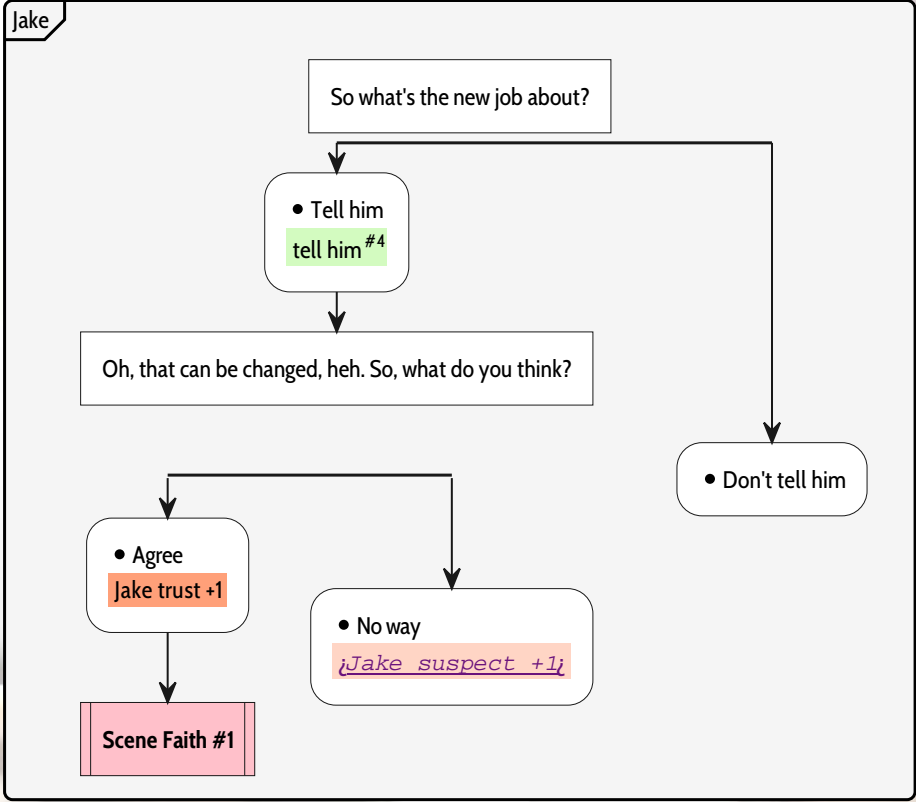 Jake
So what's the new job about?
• Tell him
tell him #4
Oh, that can be changed, heh. So, what do you think?
• Don't tell him
• Agree
Jake trust +1
• No way
¿Jake suspect +1¿
Scene Faith #1